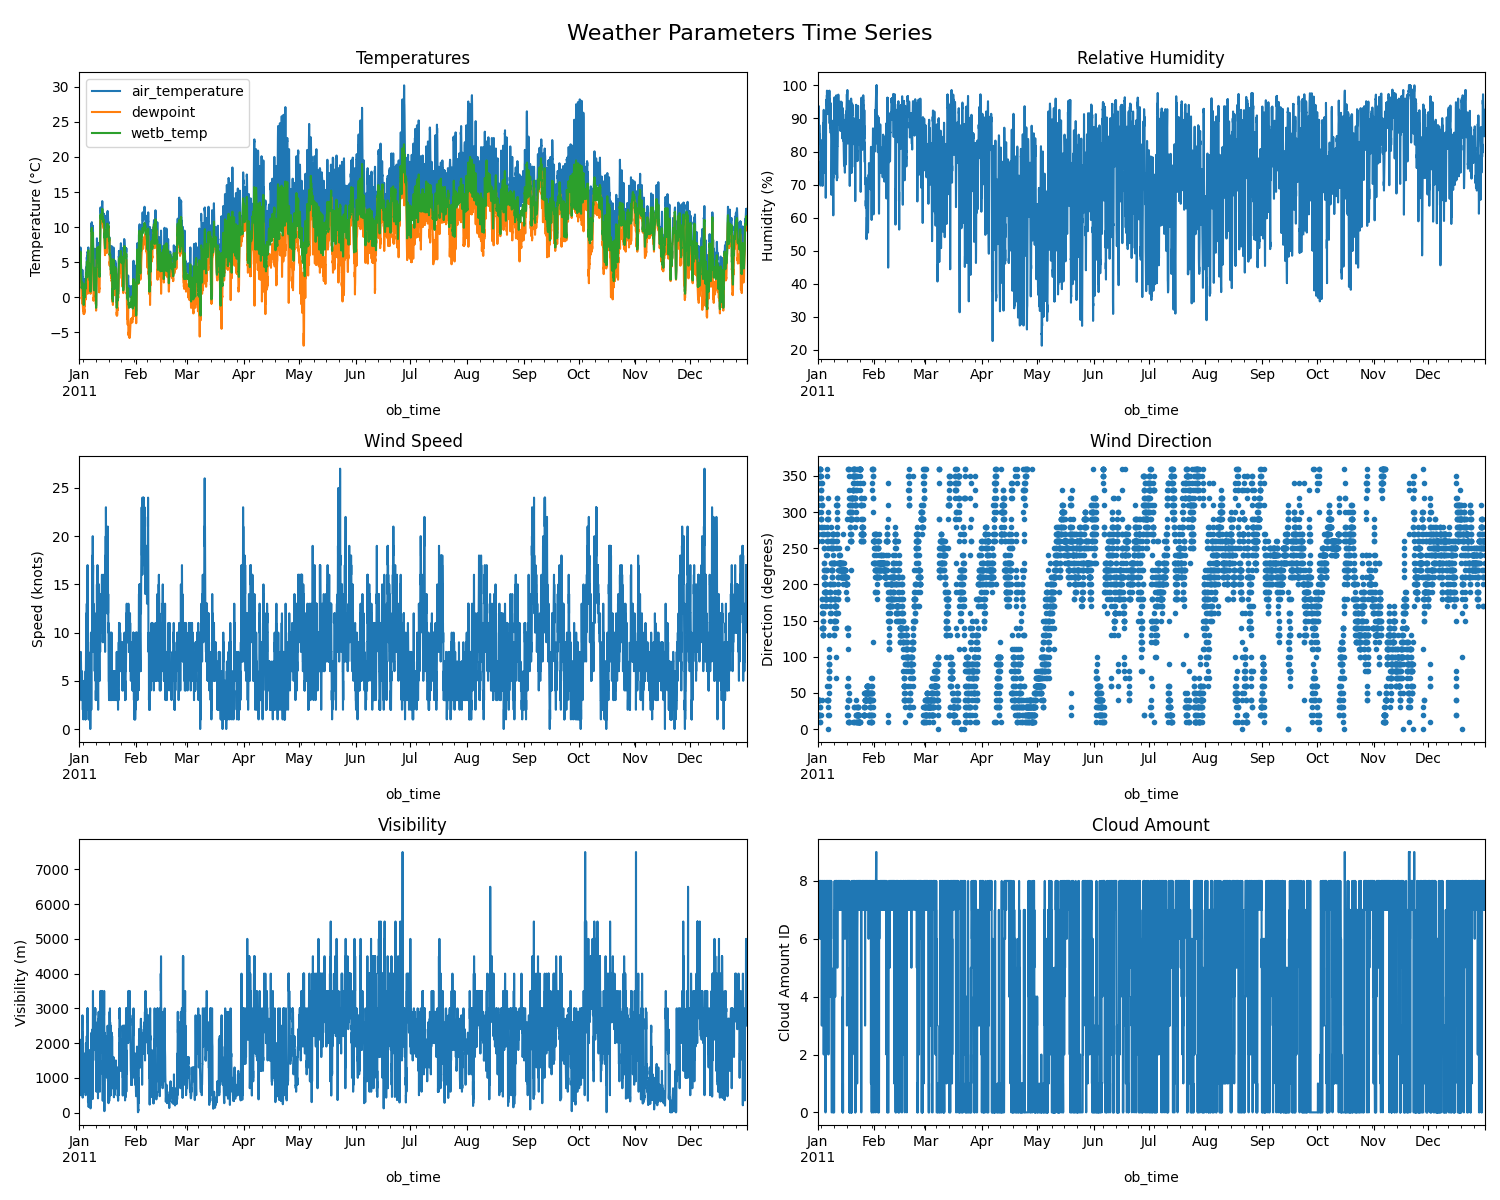 Weather Parameters Time Series
Temperatures
30
25
20
15
10
5
0
−5
Temperature (°C)
air_temperature
dewpoint
wetb_temp
Jan Feb Mar Apr May Jun Jul Aug Sep Oct Nov Dec
2011
ob_time
Relative Humidity
100
90
80
70
60
50
40
30
20
Humidity (%)
Jan Feb Mar Apr May Jun Jul Aug Sep Oct Nov Dec
2011
ob_time
Wind Speed
25
20
15
10
5
0
Speed (knots)
Jan Feb Mar Apr May Jun Jul Aug Sep Oct Nov Dec
2011
ob_time
Wind Direction
350
300
250
200
150
100
50
0
Direction (degrees)
Jan Feb Mar Apr May Jun Jul Aug Sep Oct Nov Dec
2011
ob_time
Visibility
7000
6000
5000
4000
3000
2000
1000
0
Visibility (m)
Jan Feb Mar Apr May Jun Jul Aug Sep Oct Nov Dec
2011
ob_time
Cloud Amount
8
6
4
2
0
Cloud Amount ID
Jan Feb Mar Apr May Jun Jul Aug Sep Oct Nov Dec
2011
ob_time